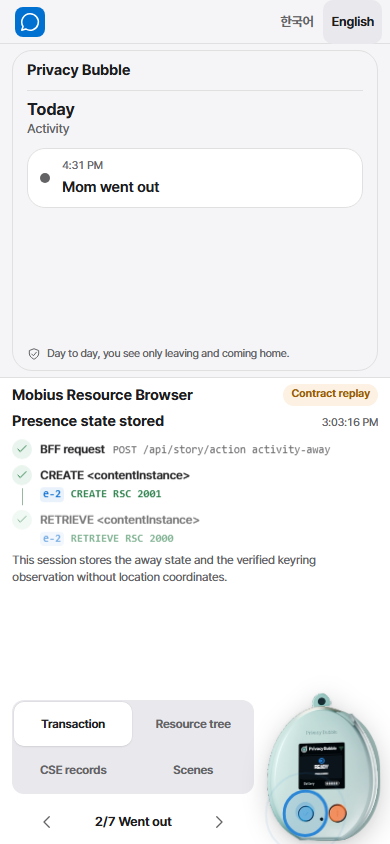 한국어 English
Privacy Bubble
Today
Activity
4:31 PM
Mom went out
Day to day, you see only leaving and coming home.
Mobius Resource Browser Contract replay
Presence state stored 3:03:16 PM
BFF request POST /api/story/action activity-away
CREATE <contentInstance>
e-2 CREATE RSC 2001
RETRIEVE <contentInstance>
e-2 RETRIEVE RSC 2000
This session stores the away state and the verified keyring
observation without location coordinates.
Transaction Resource tree
CSE records Scenes
2/7 Went out
Privacy Bubble
Privacy Bubble